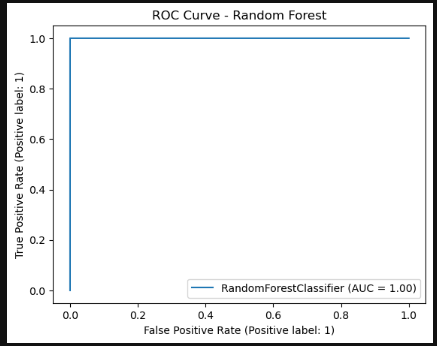 ROC Curve - Random Forest
True Positive Rate (Positive label: 1)
1.0
0.8
0.6
0.4
0.2
0.0
RandomForestClassifier (AUC = 1.00)
0.0 0.2 0.4 0.6 0.8 1.0
False Positive Rate (Positive label: 1)